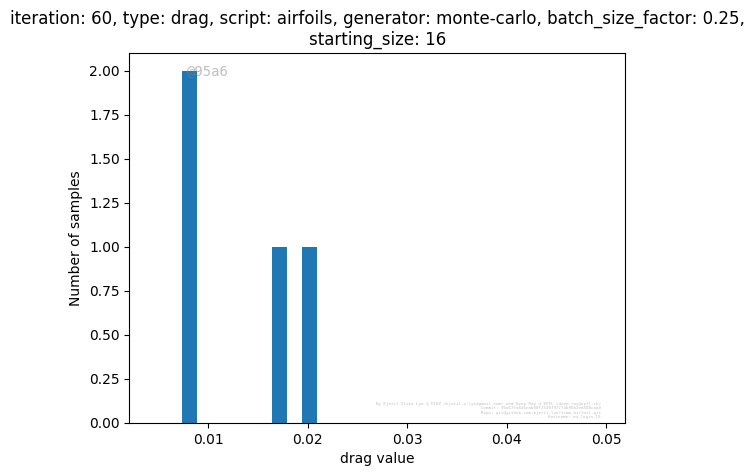 iteration: 60, type: drag, script: airfoils, generator: monte-carlo, batch_size_factor: 0.25,
starting_size: 16
@95a6
2.00
1.75
1.50
1.25
1.00
0.75
0.50
0.25
0.00
Number of samples
0.01 0.02 0.03 0.04 0.05
drag value